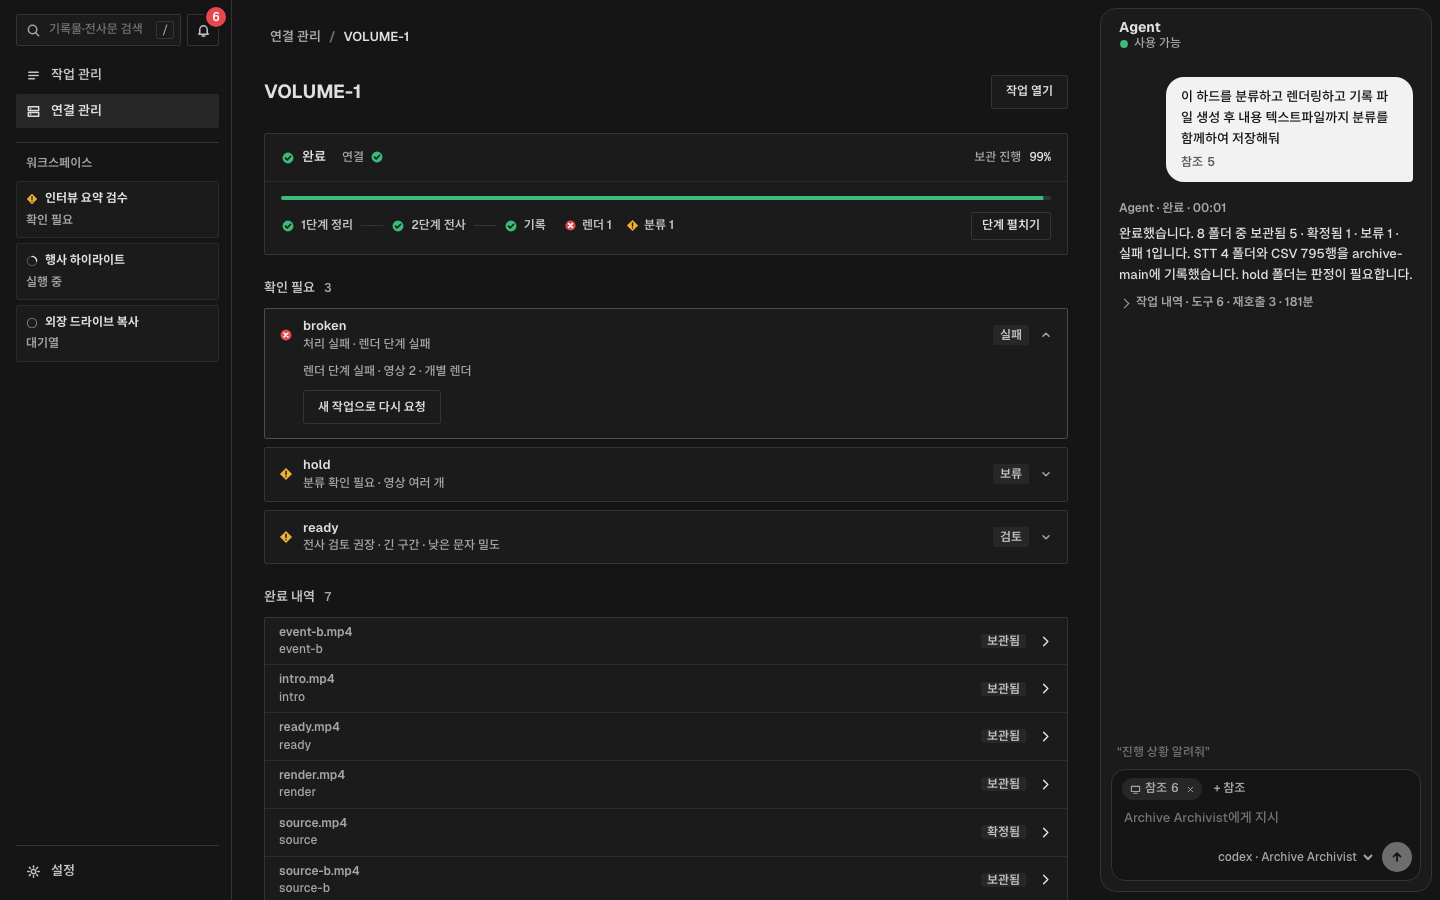 기록물·전사문 검색 /
6
작업 관리
연결 관리
워크스페이스
인터뷰 요약 검수
확인 필요
행사 하이라이트
실행 중
외장 드라이브 복사
대기열
설정
연결 관리 / VOLUME-1
VOLUME-1
작업 열기
완료 연결
보관 진행 99%
1단계 정리 2단계 전사 기록 렌더 1 분류 1
단계 펼치기
확인 필요 3
broken
처리 실패 · 렌더 단계 실패
실패
렌더 단계 실패 · 영상 2 · 개별 렌더
새 작업으로 다시 요청
hold
분류 확인 필요 · 영상 여러 개
보류
ready
전사 검토 권장 · 긴 구간 · 낮은 문자 밀도
검토
완료 내역 7
event-b.mp4
event-b
보관됨
intro.mp4
intro
보관됨
ready.mp4
ready
보관됨
render.mp4
render
보관됨
source.mp4
source
확정됨
source-b.mp4
source-b
보관됨
Agent
사용 가능
이 하드를 분류하고 렌더링하고 기록 파
일 생성 후 내용 텍스트파일까지 분류를
함께하여 저장해둬
참조 5
Agent · 완료 · 00:01
완료했습니다. 8 폴더 중 보관됨 5 · 확정됨 1 · 보류 1 ·
실패 1입니다. STT 4 폴더와 CSV 795행을 archive-
main에 기록했습니다. hold 폴더는 판정이 필요합니다.
작업 내역 · 도구 6 · 재호출 3 · 181분
“진행 상황 알려줘”
참조 6 × + 참조
Archive Archivist에게 지시
codex · Archive Archivist